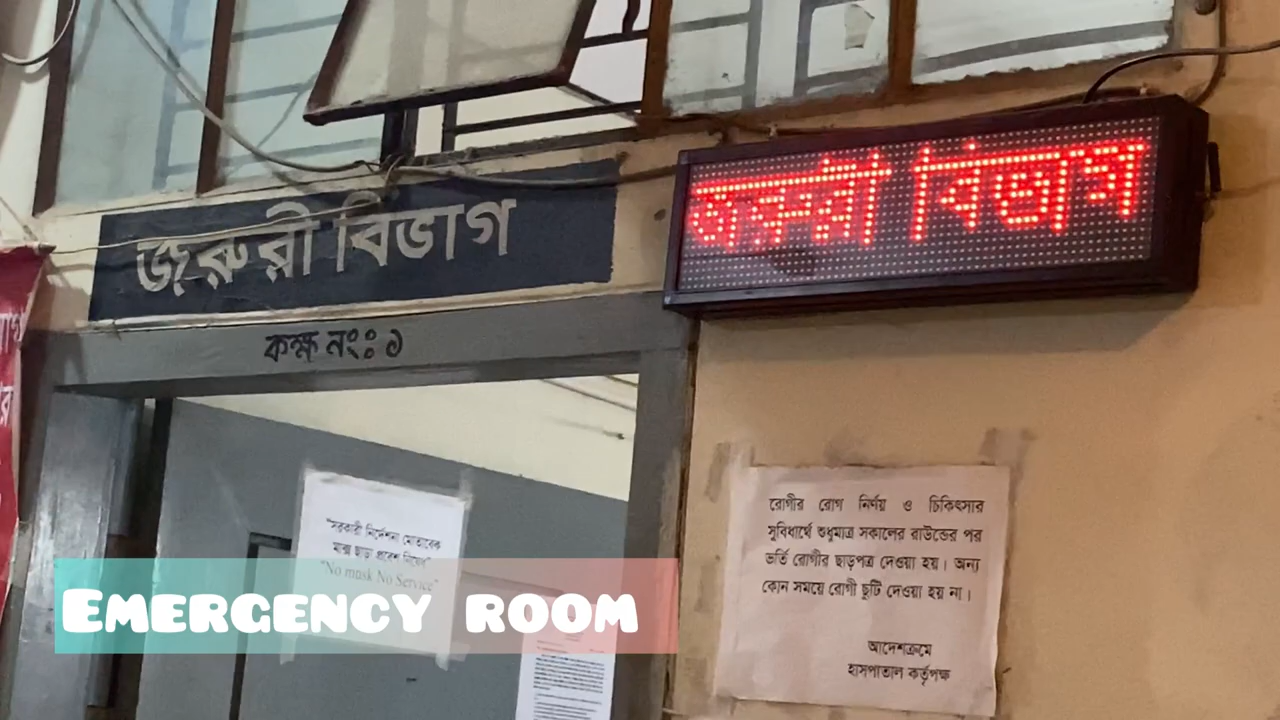 জরুরী বিভাগ
জরুরী বিভাগ
কক্ষ নংঃ ১
"সরকারী নির্দেশনা মোতাবেক
মাস্ক ছাড়া প্রবেশ নিষেধ"
"No mask No Service"
রোগীর রোগ নির্ণয় ও চিকিৎসার
সুবিধার্থে শুধুমাত্র সকালের রাউন্ডের পর
ভর্তি রোগীর ছাড়পত্র দেওয়া হয়। অন্য
কোন সময়ে রোগী ছুটি দেওয়া হয় না।
আদেশক্রমে
হাসপাতাল কর্তৃপক্ষ
EMERGENCY ROOM